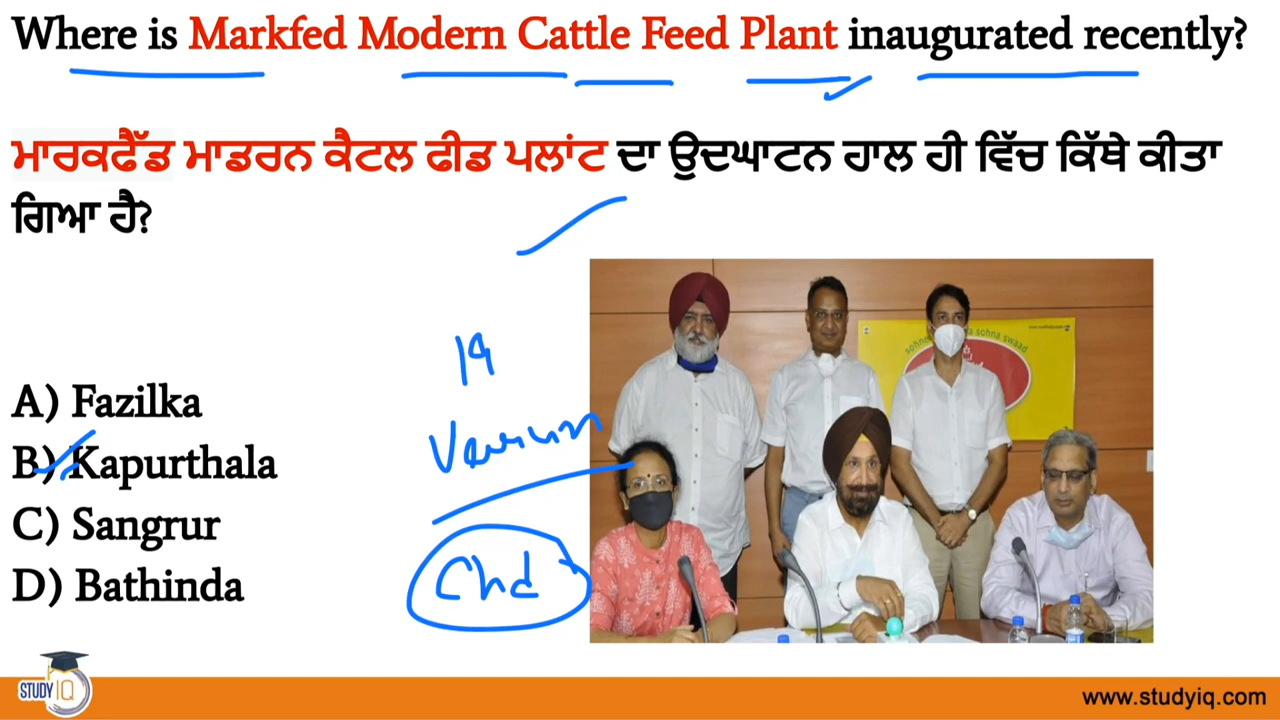 Where is Markfed Modern Cattle Feed Plant inaugurated recently?
ਮਾਰਕਫੈੱਡ ਮਾਡਰਨ ਕੈਟਲ ਫੀਡ ਪਲਾਂਟ ਦਾ ਉਦਘਾਟਨ ਹਾਲ ਹੀ ਵਿੱਚ ਕਿੱਥੇ ਕੀਤਾ
ਗਿਆ ਹੈ?
sohna swaad
A) Fazilka
B) Kapurthala
C) Sangrur
D) Bathinda
19
Chd
STUDY IQ
www.studyiq.com